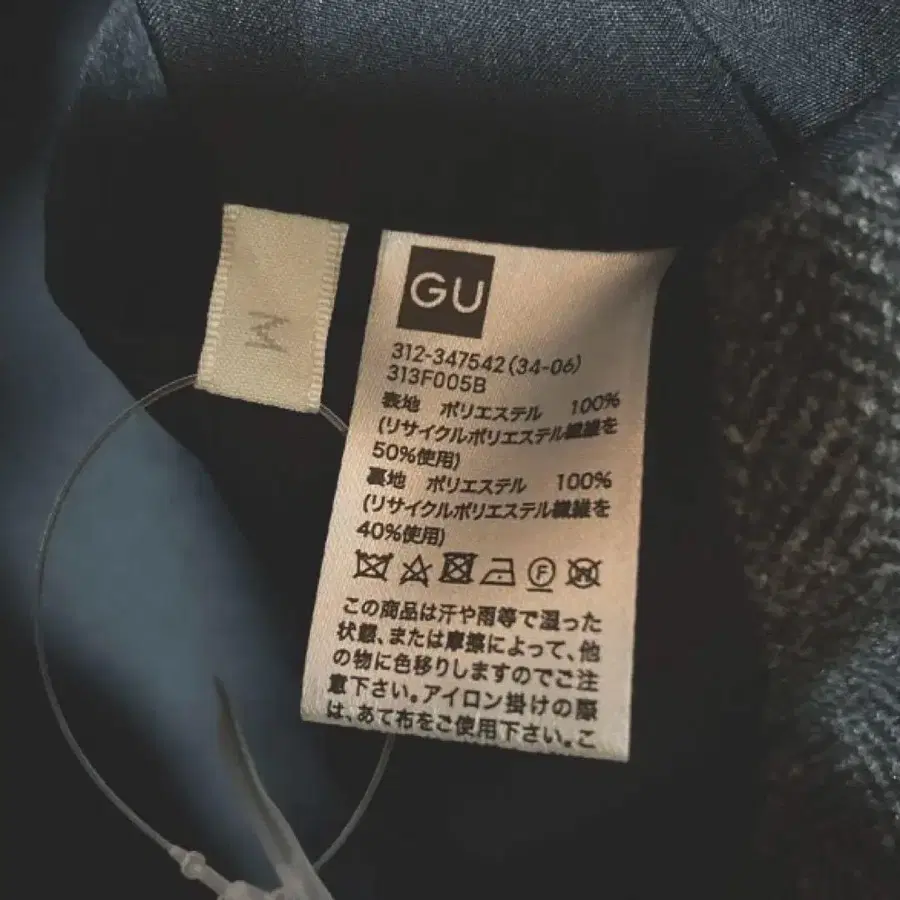 M
GU
312-347542(34-06)
313F005B
表地 ポリエステル 100%
(リサイクルポリエステル繊維を
50%使用)
裏地 ポリエステル 100%
(リサイクルポリエステル繊維を
40%使用)
F
W
この商品は汗や雨等で湿った
状態、または摩擦によって、他
の物に色移りしますのでご注
意下さい。アイロン掛けの際
は、あて布をご使用下さい。こ